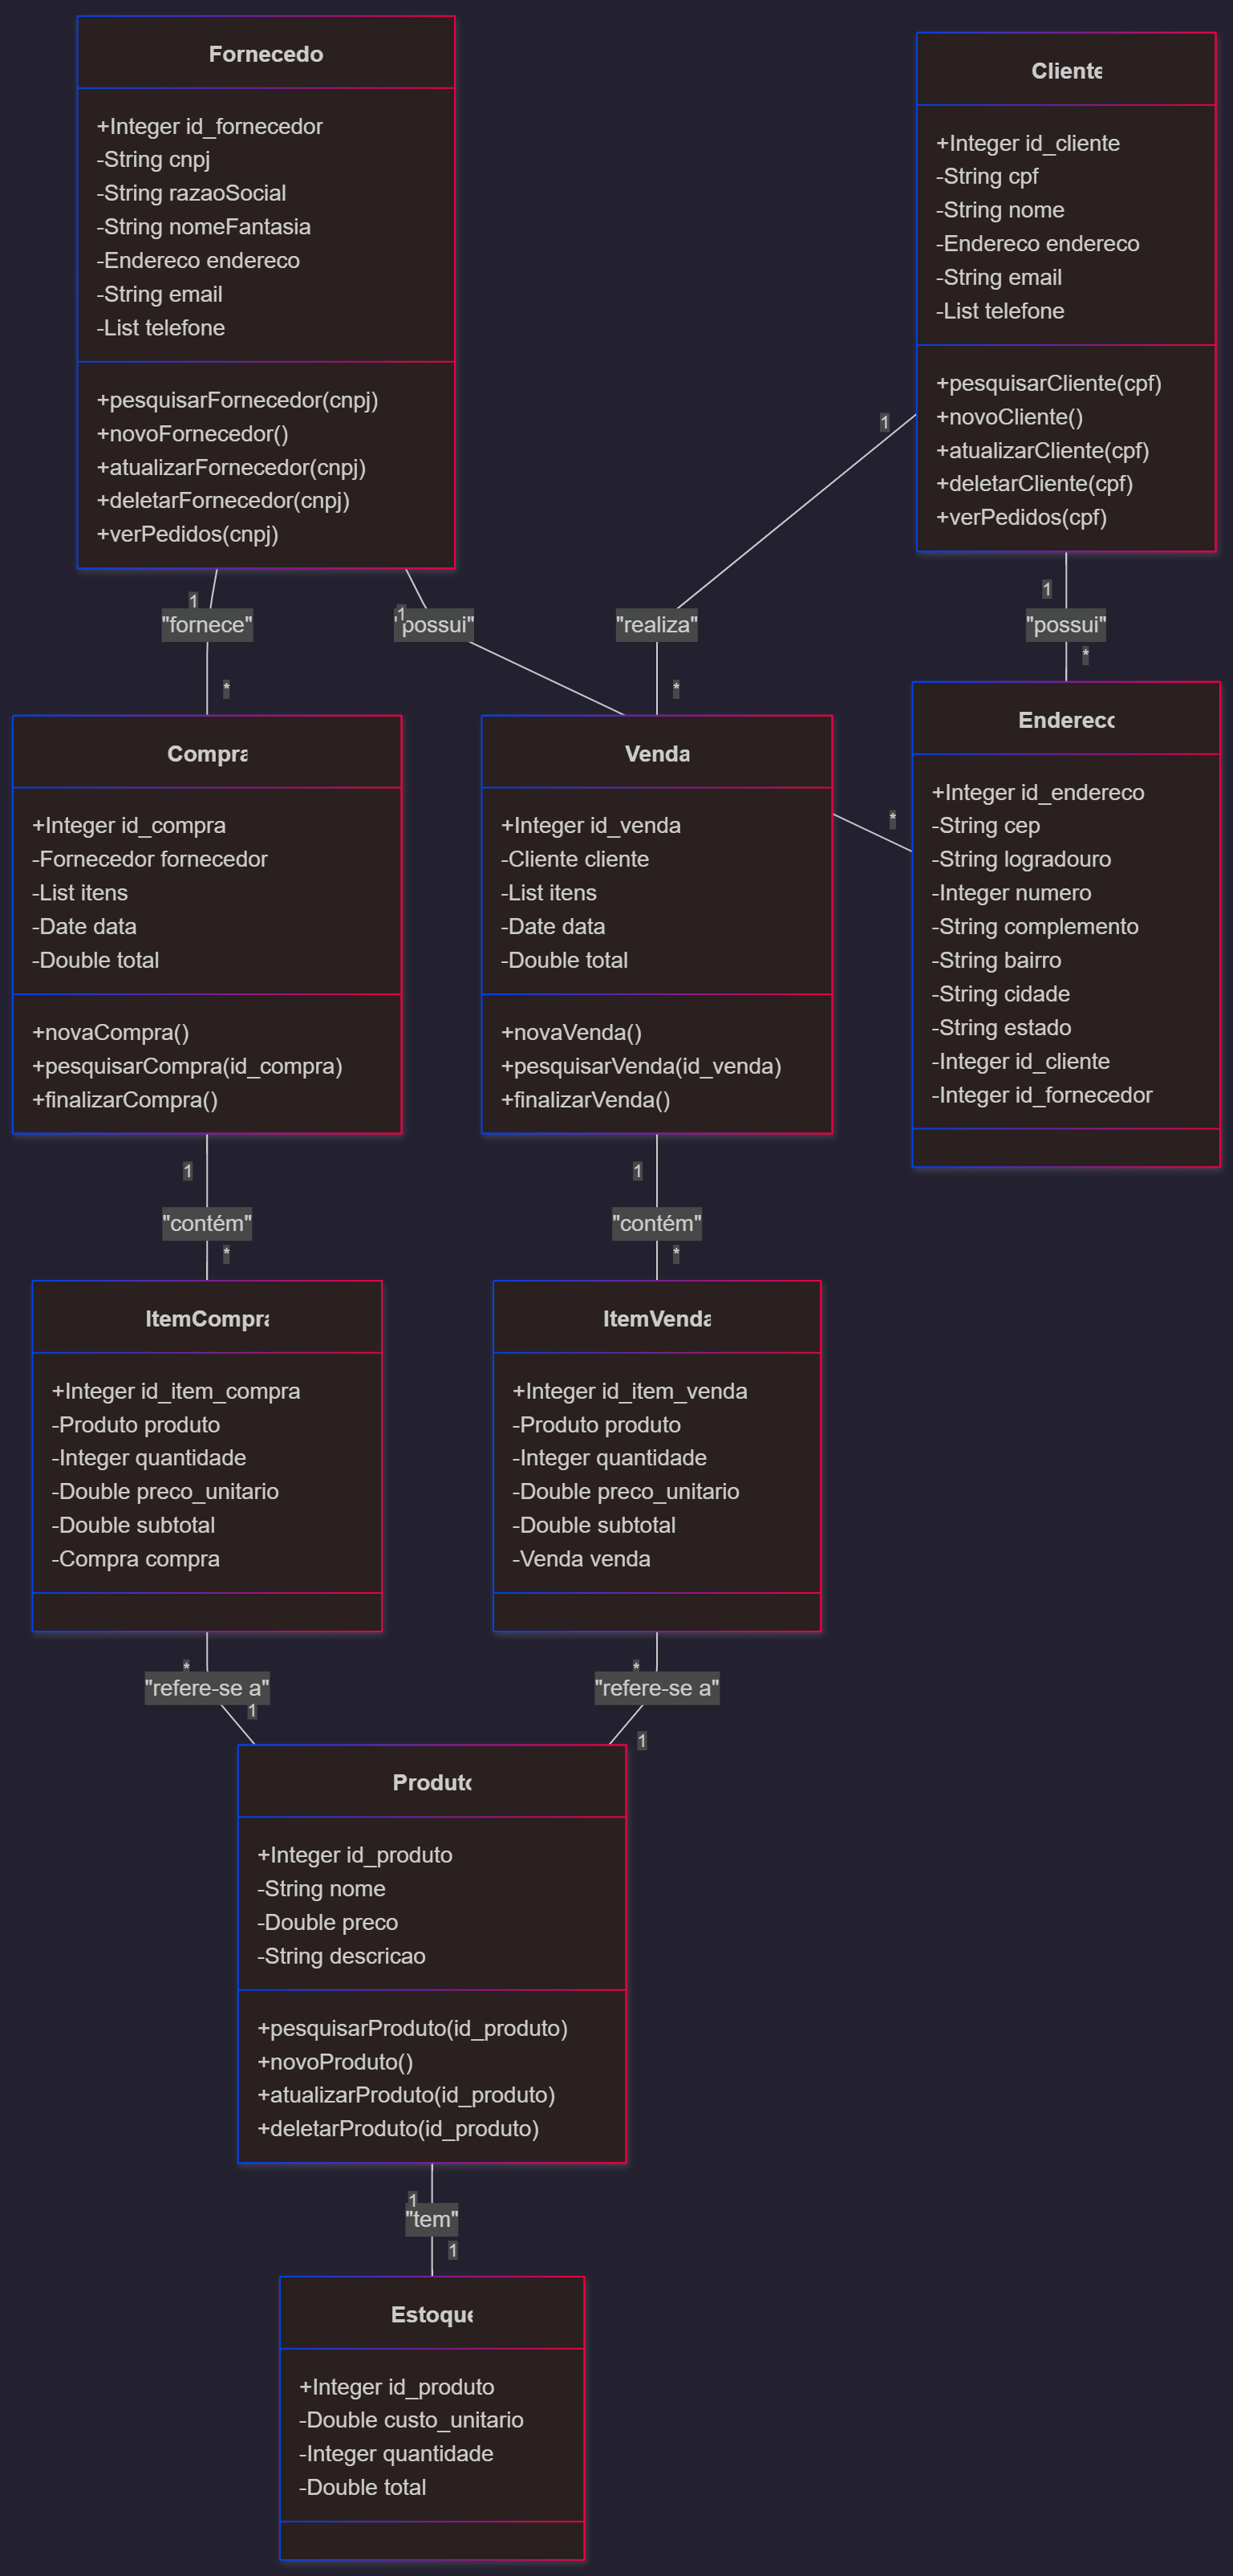 Fornecedo
+Integer id_fornecedor
-String cnpj
-String razaoSocial
-String nomeFantasia
-Endereco endereco
-String email
-List telefone
+pesquisarFornecedor(cnpj)
+novoFornecedor()
+atualizarFornecedor(cnpj)
+deletarFornecedor(cnpj)
+verPedidos(cnpj)
Cliente
+Integer id_cliente
-String cpf
-String nome
-Endereco endereco
-String email
-List telefone
+pesquisarCliente(cpf)
+novoCliente()
+atualizarCliente(cpf)
+deletarCliente(cpf)
+verPedidos(cpf)
1
"fornece"
*
1
"possui"
1
"realiza"
*
1
"possui"
*
Compra
+Integer id_compra
-Fornecedor fornecedor
-List itens
-Date data
-Double total
+novaCompra()
+pesquisarCompra(id_compra)
+finalizarCompra()
Venda
+Integer id_venda
-Cliente cliente
-List itens
-Date data
-Double total
+novaVenda()
+pesquisarVenda(id_venda)
+finalizarVenda()
*
Endereco
+Integer id_endereco
-String cep
-String logradouro
-Integer numero
-String complemento
-String bairro
-String cidade
-String estado
-Integer id_cliente
-Integer id_fornecedor
1
"contém"
*
1
"contém"
*
ItemCompra
+Integer id_item_compra
-Produto produto
-Integer quantidade
-Double preco_unitario
-Double subtotal
-Compra compra
ItemVenda
+Integer id_item_venda
-Produto produto
-Integer quantidade
-Double preco_unitario
-Double subtotal
-Venda venda
*
"refere-se a"
1
*
"refere-se a"
1
Produto
+Integer id_produto
-String nome
-Double preco
-String descricao
+pesquisarProduto(id_produto)
+novoProduto()
+atualizarProduto(id_produto)
+deletarProduto(id_produto)
1
"tem"
1
Estoque
+Integer id_produto
-Double custo_unitario
-Integer quantidade
-Double total